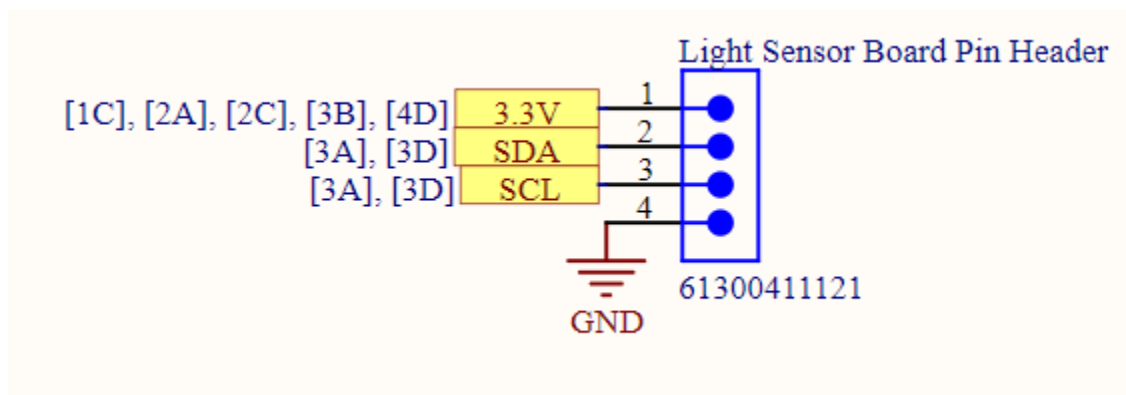 Light Sensor Board Pin Header
[1C], [2A], [2C], [3B], [4D] 3.3V 1
[3A], [3D] SDA 2
[3A], [3D] SCL 3
4
61300411121
GND